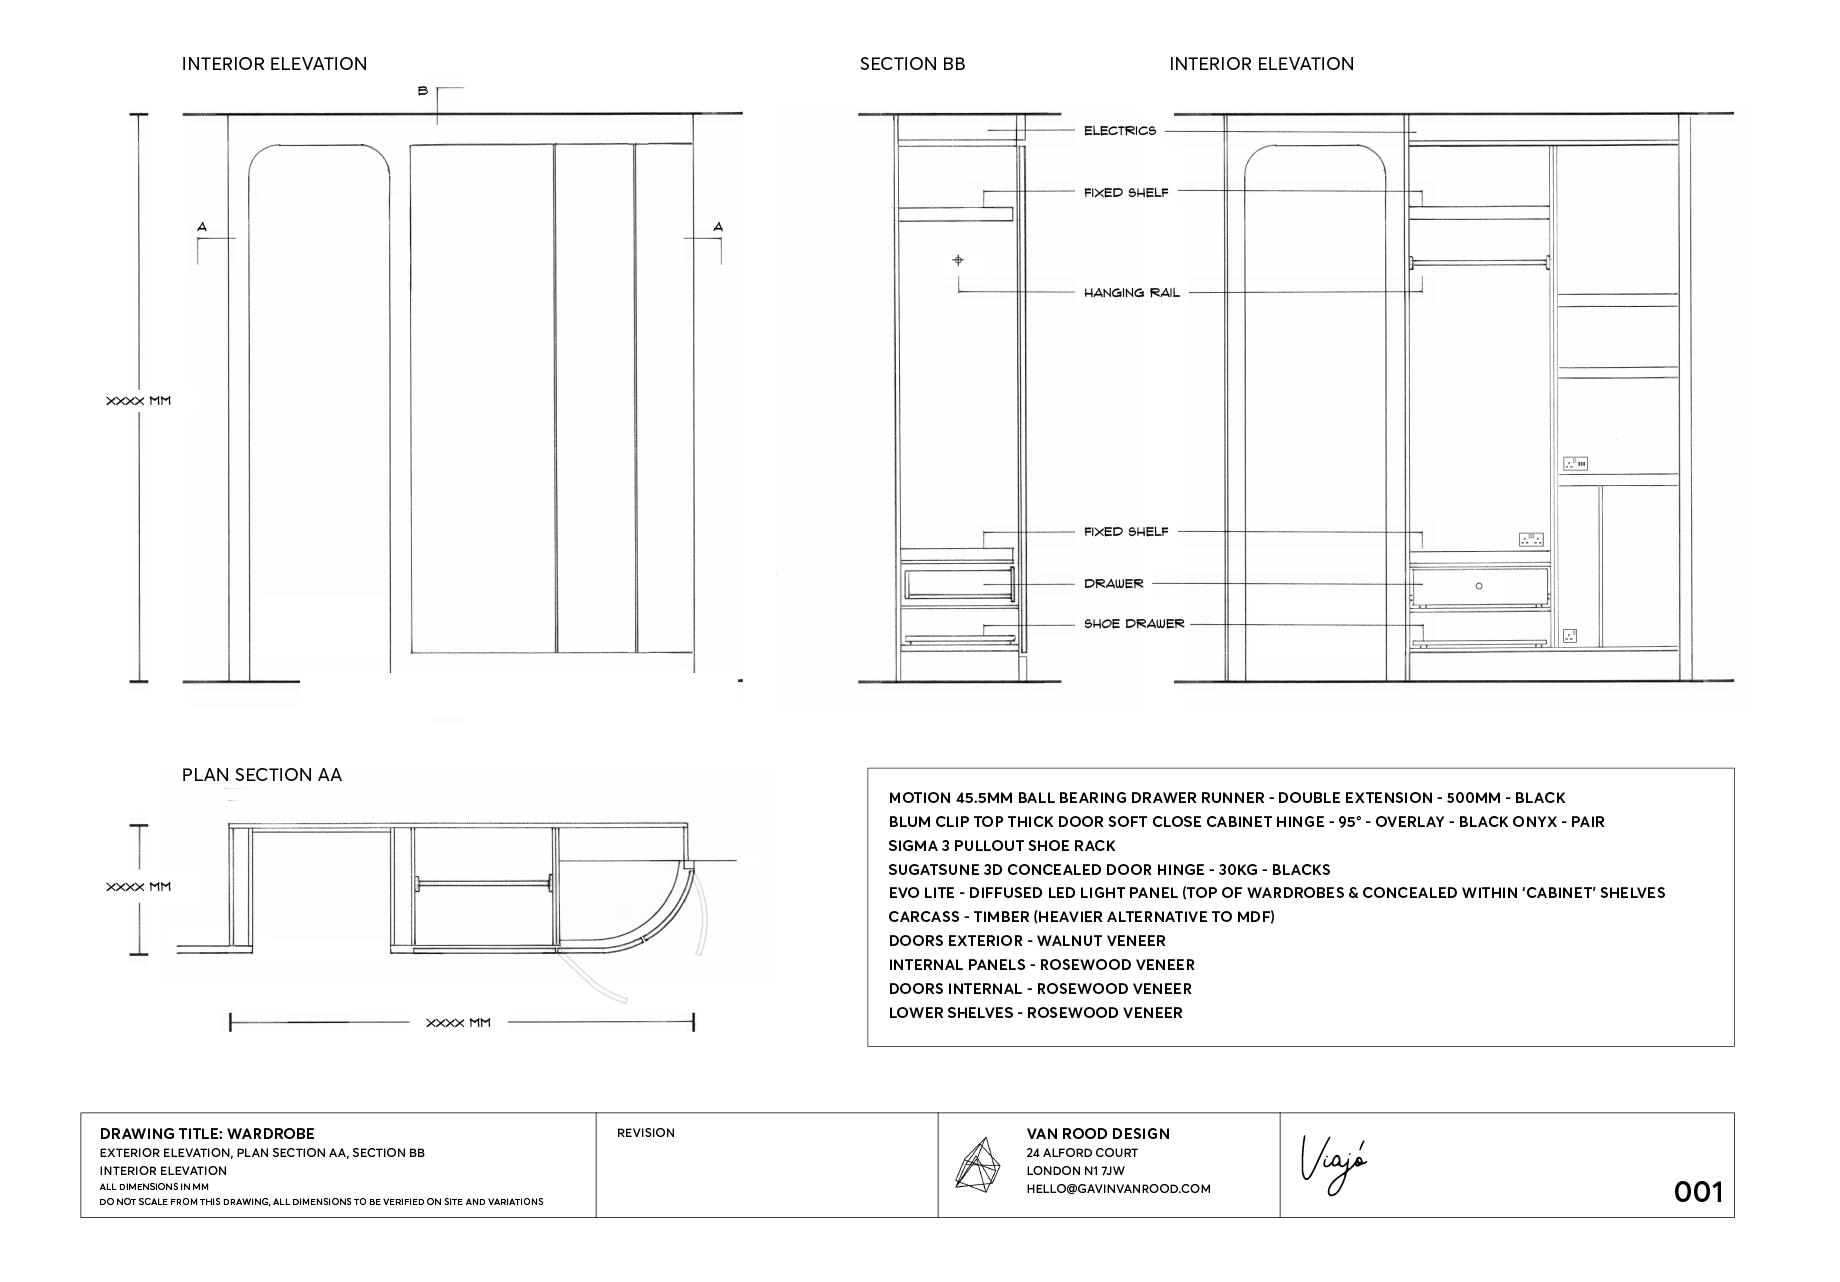 INTERIOR ELEVATION
SECTION BB
INTERIOR ELEVATION
B
A
A
XXXX MM
ELECTRICS
FIXED SHELF
HANGING RAIL
FIXED SHELF
DRAWER
SHOE DRAWER
PLAN SECTION AA
XXXX MM
XXXX MM
MOTION 45.5MM BALL BEARING DRAWER RUNNER - DOUBLE EXTENSION - 500MM - BLACK
BLUM CLIP TOP THICK DOOR SOFT CLOSE CABINET HINGE - 95° - OVERLAY - BLACK ONYX - PAIR
SIGMA 3 PULLOUT SHOE RACK
SUGATSUNE 3D CONCEALED DOOR HINGE - 30KG - BLACKS
EVO LITE - DIFFUSED LED LIGHT PANEL (TOP OF WARDROBES & CONCEALED WITHIN ‘CABINET’ SHELVES
CARCASS - TIMBER (HEAVIER ALTERNATIVE TO MDF)
DOORS EXTERIOR - WALNUT VENEER
INTERNAL PANELS - ROSEWOOD VENEER
DOORS INTERNAL - ROSEWOOD VENEER
LOWER SHELVES - ROSEWOOD VENEER
DRAWING TITLE: WARDROBE
EXTERIOR ELEVATION, PLAN SECTION AA, SECTION BB
INTERIOR ELEVATION
ALL DIMENSIONS IN MM
DO NOT SCALE FROM THIS DRAWING, ALL DIMENSIONS TO BE VERIFIED ON SITE AND VARIATIONS
REVISION
VAN ROOD DESIGN
24 ALFORD COURT
LONDON N1 7JW
HELLO@GAVINVANROOD.COM
Viajó
001